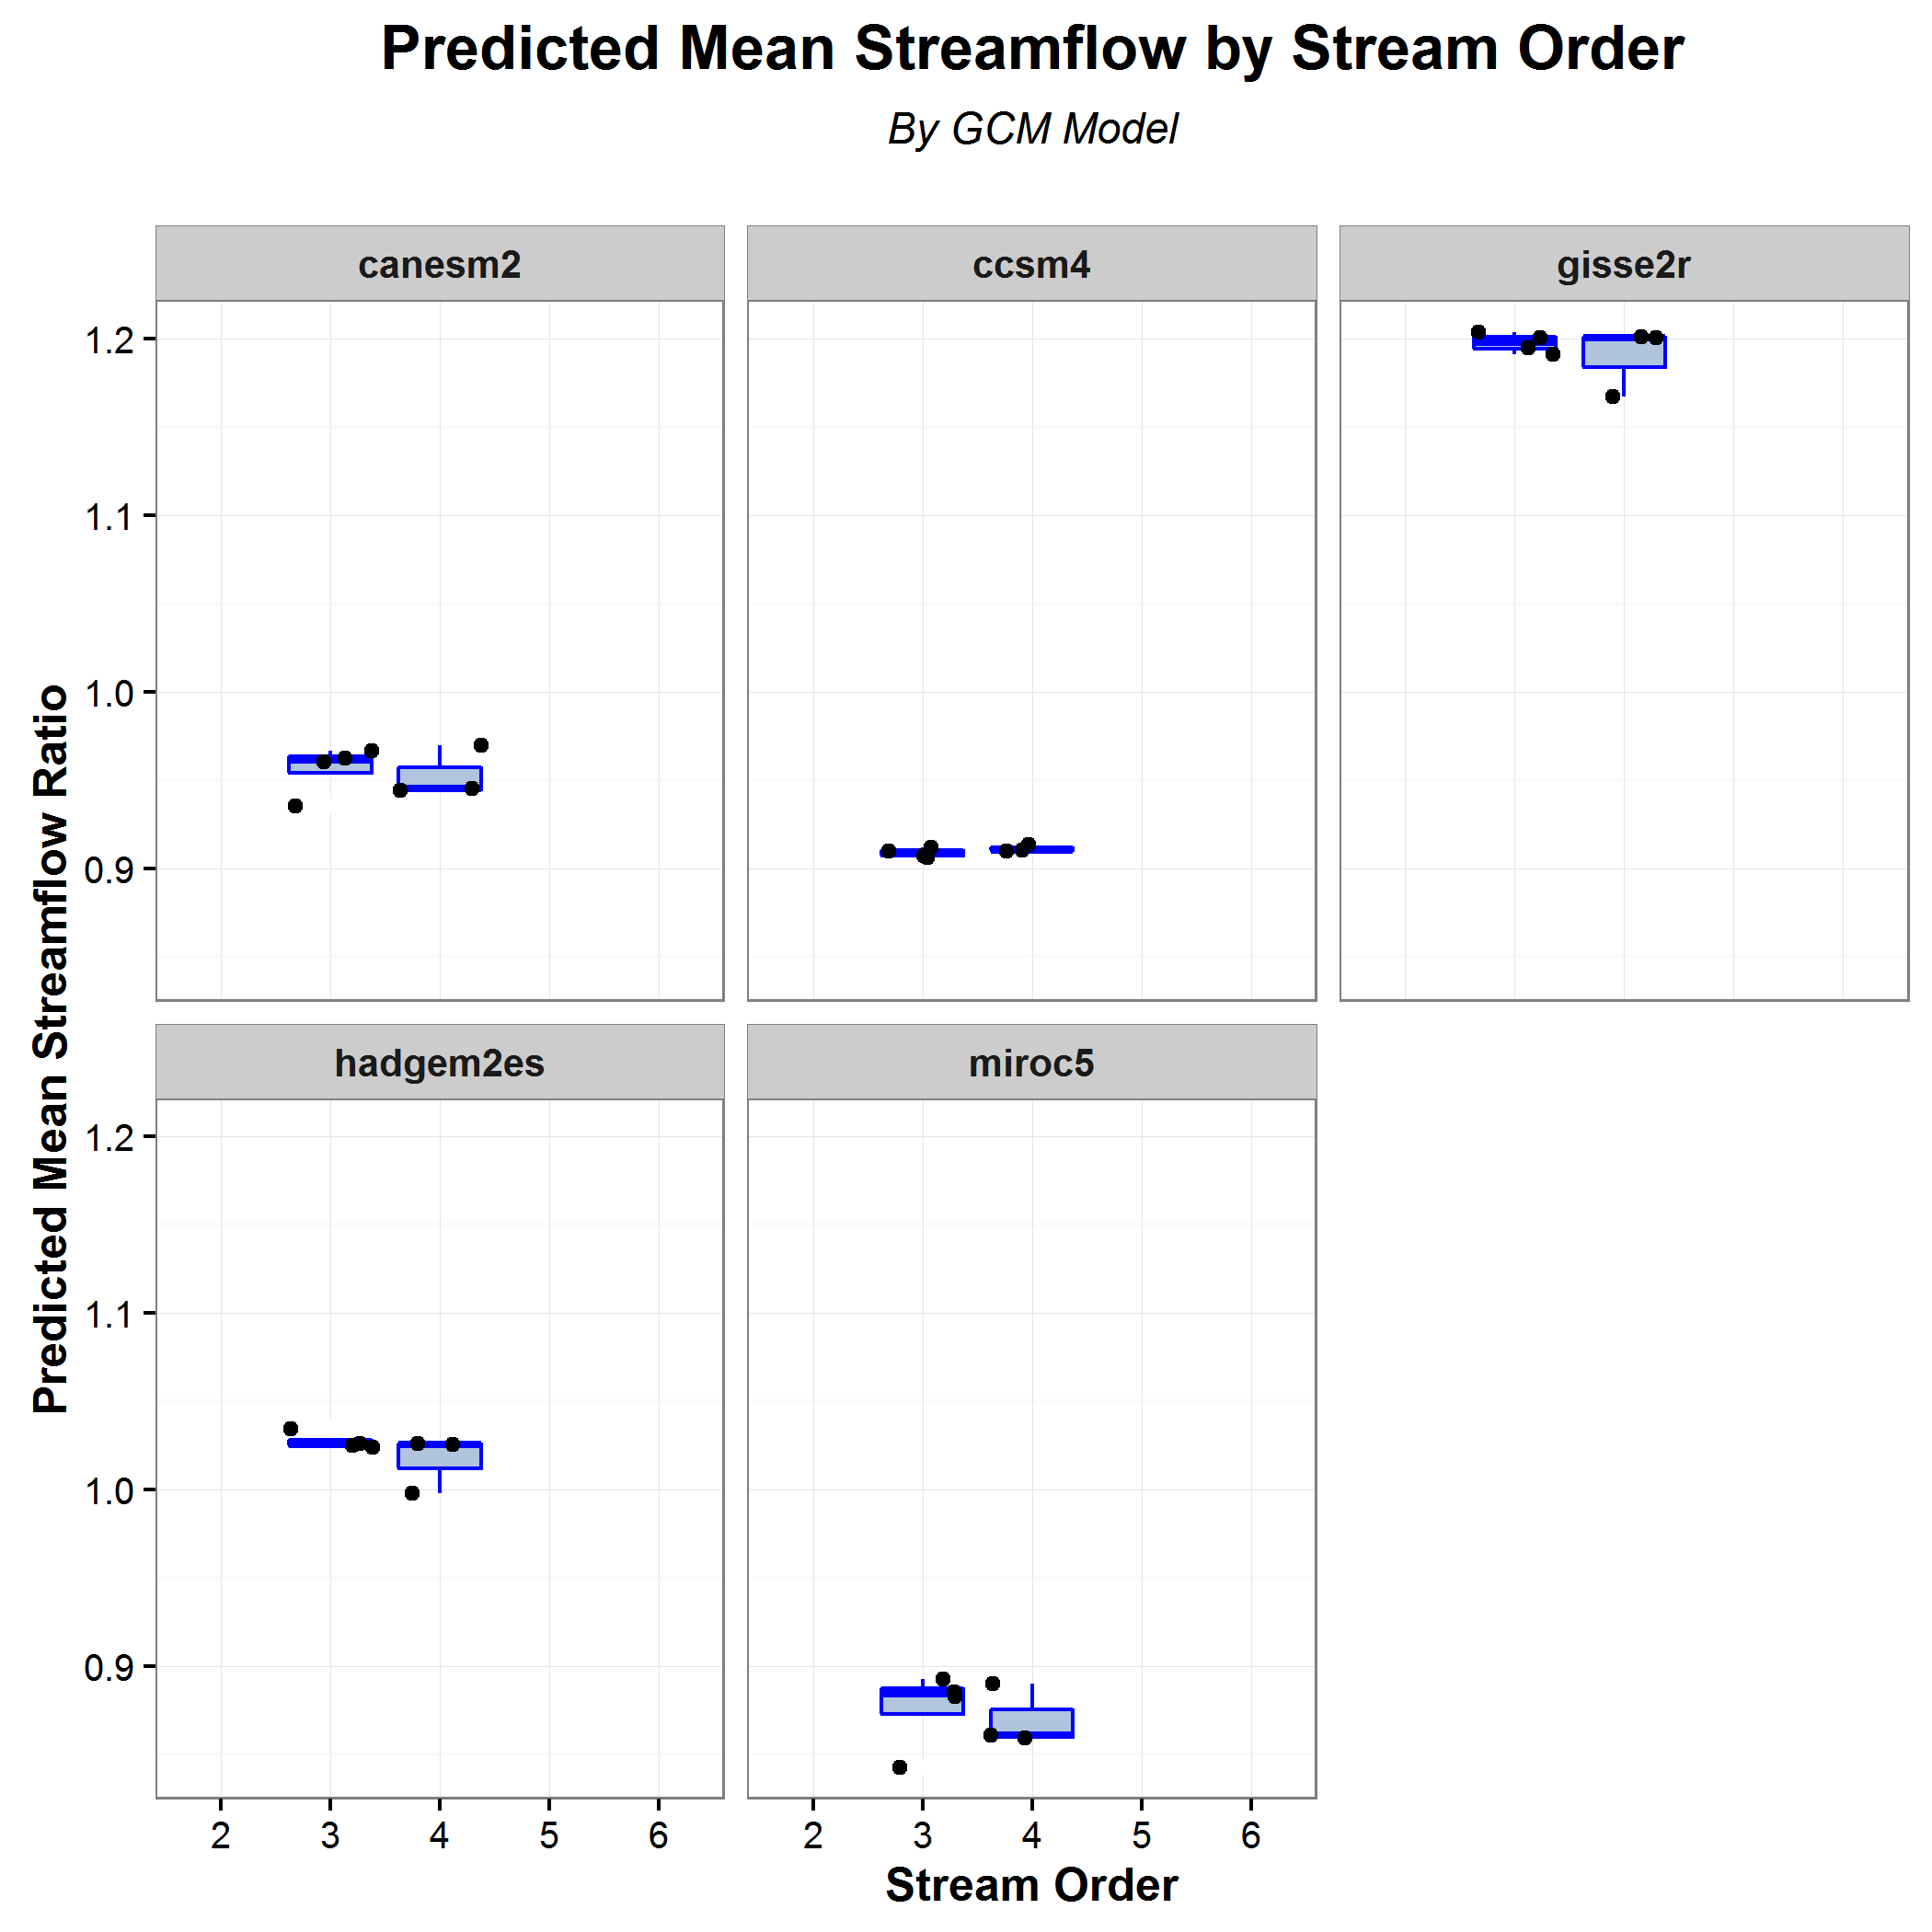 Predicted Mean Streamflow by Stream Order
By GCM Model
canesm2
ccsm4
gisse2r
1.2
1.1
1.0
0.9
Predicted Mean Streamflow Ratio
hadgem2es
miroc5
1.2
1.1
1.0
0.9
2 3 4 5 6
2 3 4 5 6
Stream Order